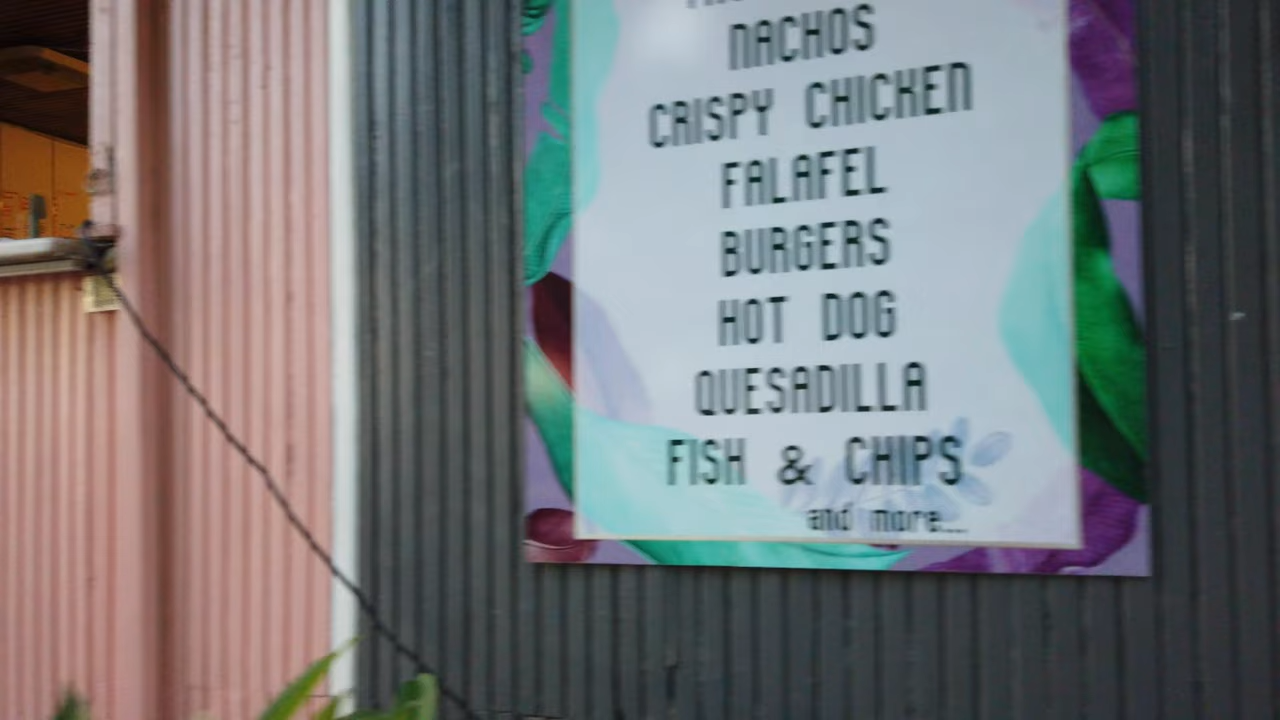 NACHOS
CRISPY CHICKEN
FALAFEL
BURGERS
HOT DOG
QUESADILLA
FISH & CHIPS
and more...